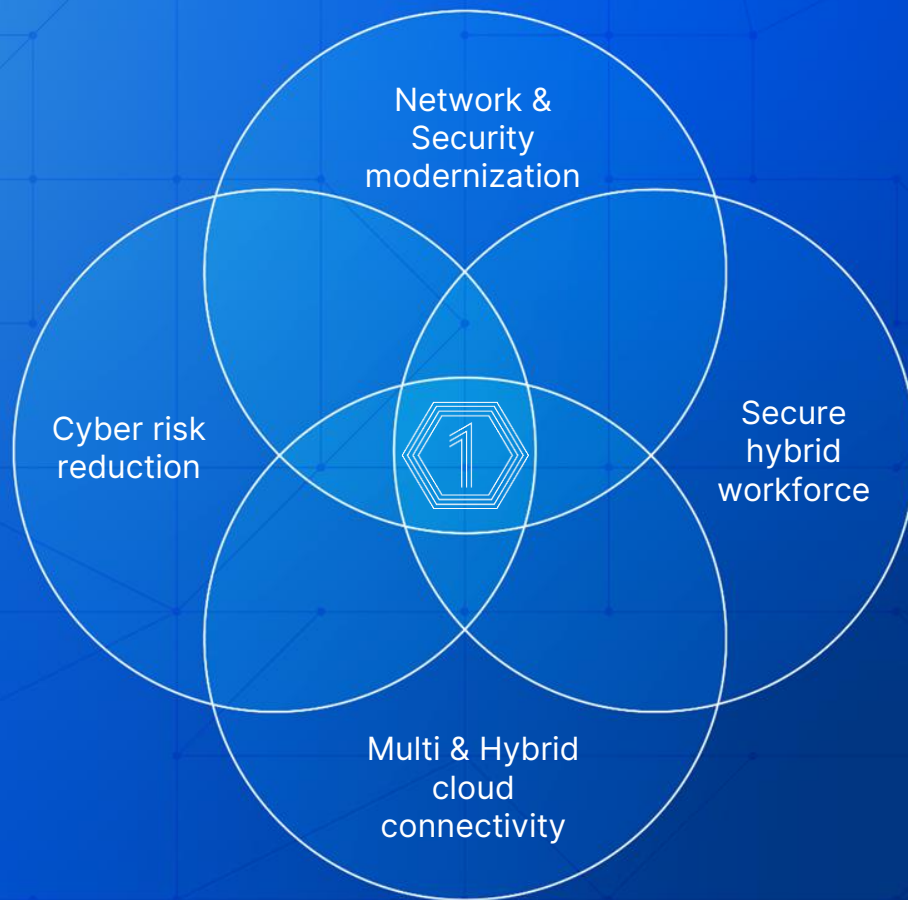 Network &
Security
modernization
Cyber risk
reduction
1
Secure
hybrid
workforce
Multi & Hybrid
cloud
connectivity